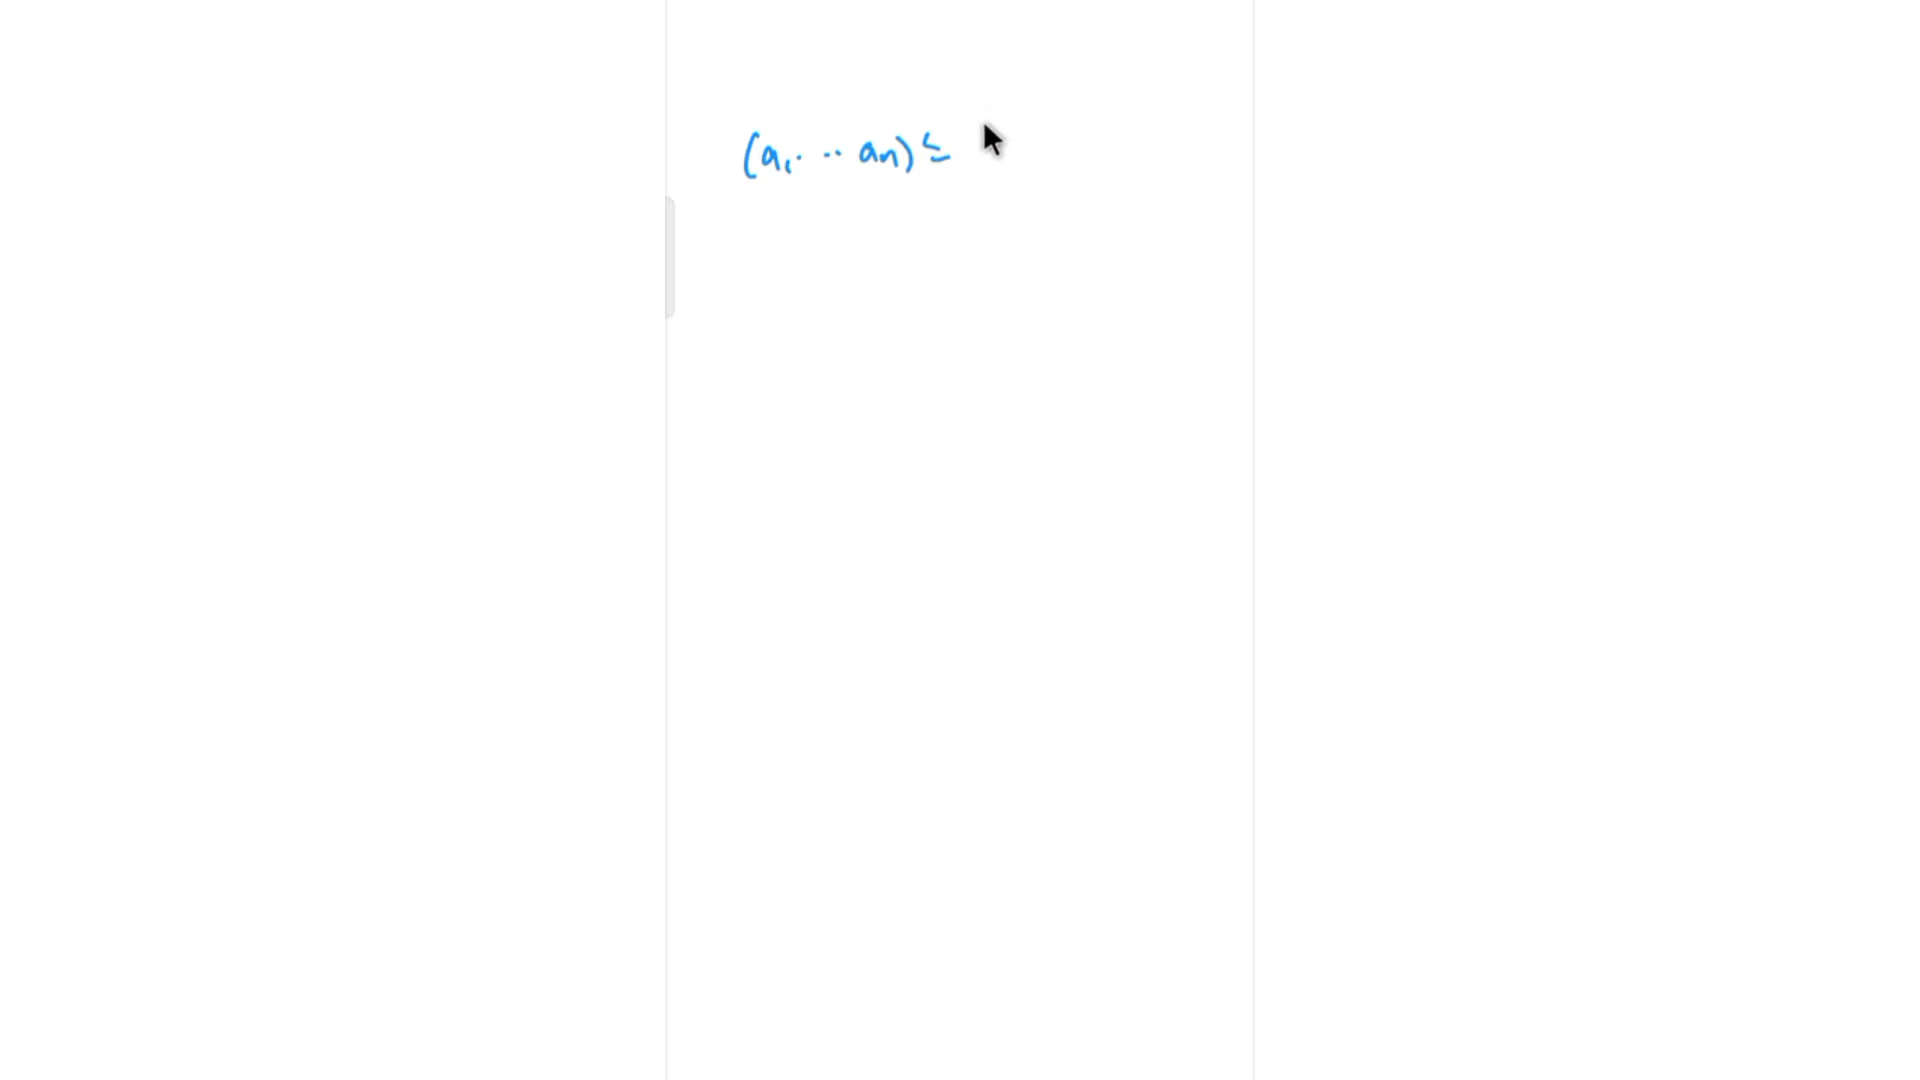 (a₁. .. aₙ) ≤